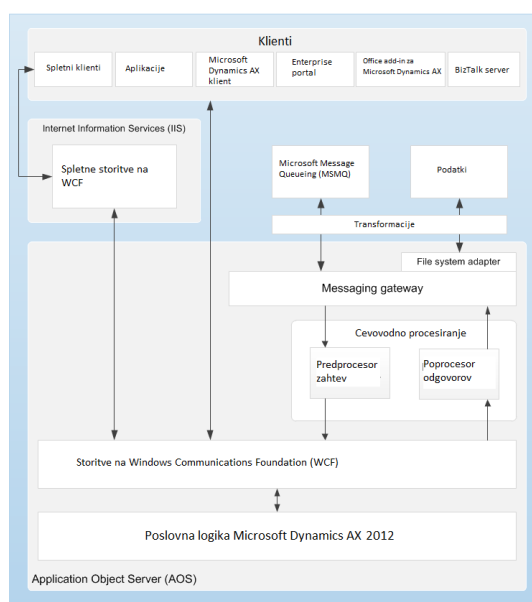 Klienti
Spletni klienti
Aplikacije
Microsoft
Dynamics AX
klient
Enterprise
portal
Office add-in za
Microsoft Dynamics AX
BizTalk server
Internet Information Services (IIS)
Spletne storitve na
WCF
Microsoft Message
Queueing (MSMQ)
Podatki
Transformacije
File system adapter
Messaging gateway
Cevovodno procesiranje
Predprocesor
zahtev
Poprocesor
odgovorov
Storitve na Windows Communications Foundation (WCF)
Poslovna logika Microsoft Dynamics AX 2012
Application Object Server (AOS)